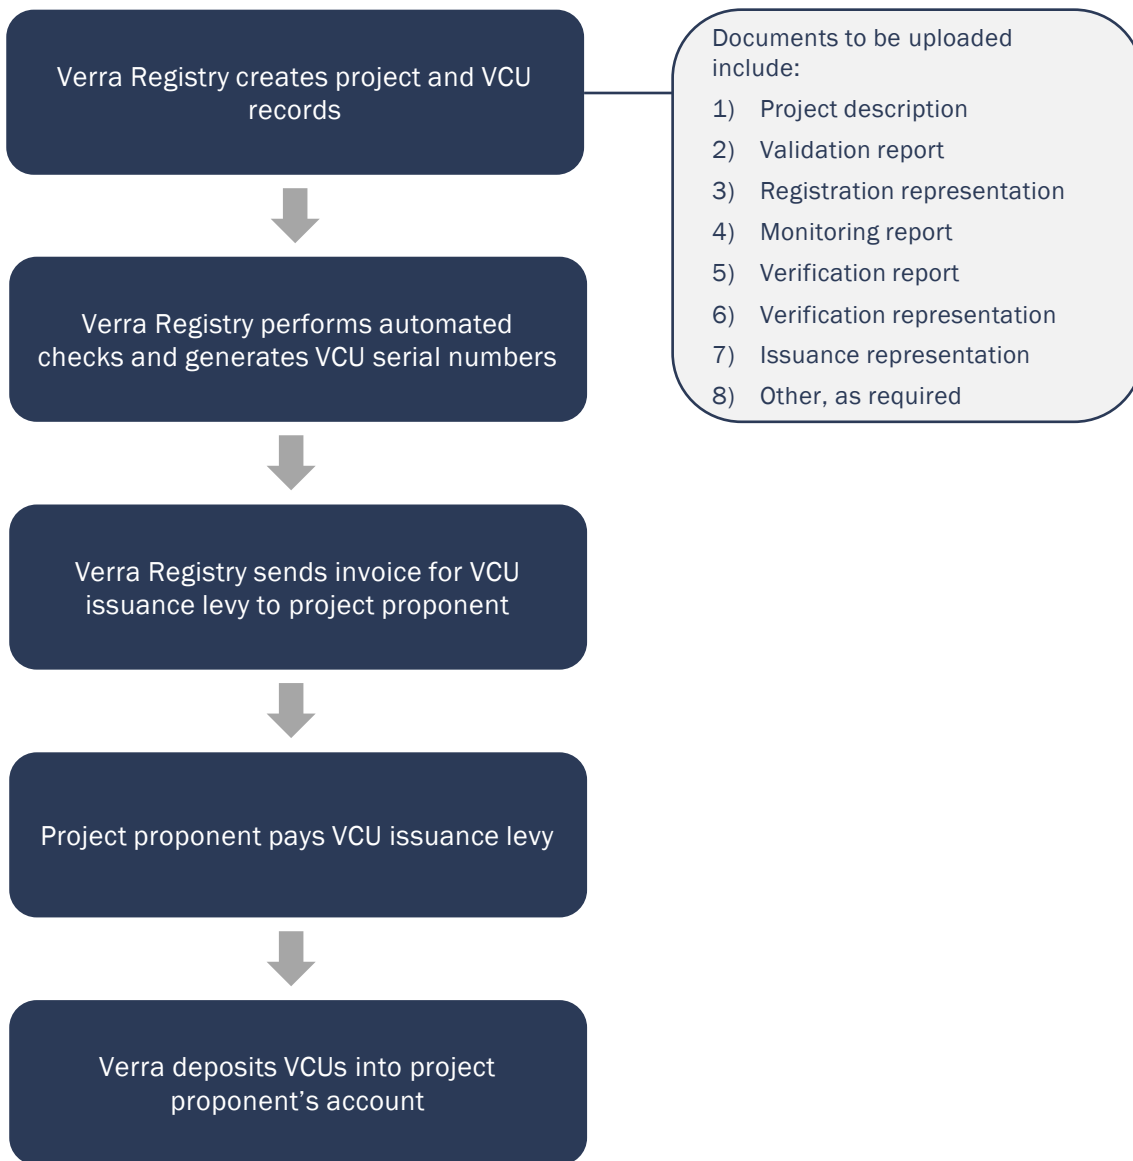 Verra Registry creates project and VCU
records
Documents to be uploaded
include:
1) Project description
2) Validation report
3) Registration representation
4) Monitoring report
5) Verification report
6) Verification representation
7) Issuance representation
8) Other, as required
Verra Registry performs automated
checks and generates VCU serial numbers
Verra Registry sends invoice for VCU
issuance levy to project proponent
Project proponent pays VCU issuance levy
Verra deposits VCUs into project
proponent’s account